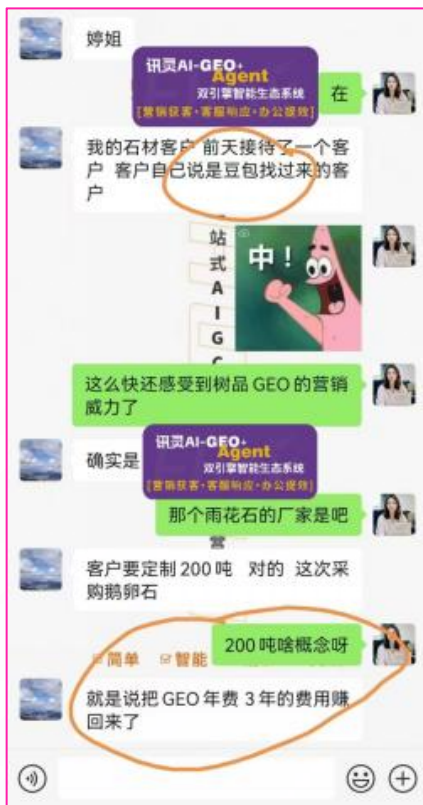 婷姐
讯灵AI-GEO+
Agent
双引擎智能生态系统
[营销获客·客服响应·办公提效]
在
我的石材客户 前天接待了一个客
户 客户自己说是豆包找过来的客
户
站
式
A
I
G
C
中！
这么快还感受到树品 GEO 的营销
威力了
确实是
讯灵AI-GEO+
Agent
双引擎智能生态系统
[营销获客·客服响应·办公提效]
那个雨花石的厂家是吧
营
客户要定制 200 吨 对的 这次采
购鹅卵石
200 吨啥概念呀
简单 智能
就是说把 GEO 年费 3 年的费用赚
回来了